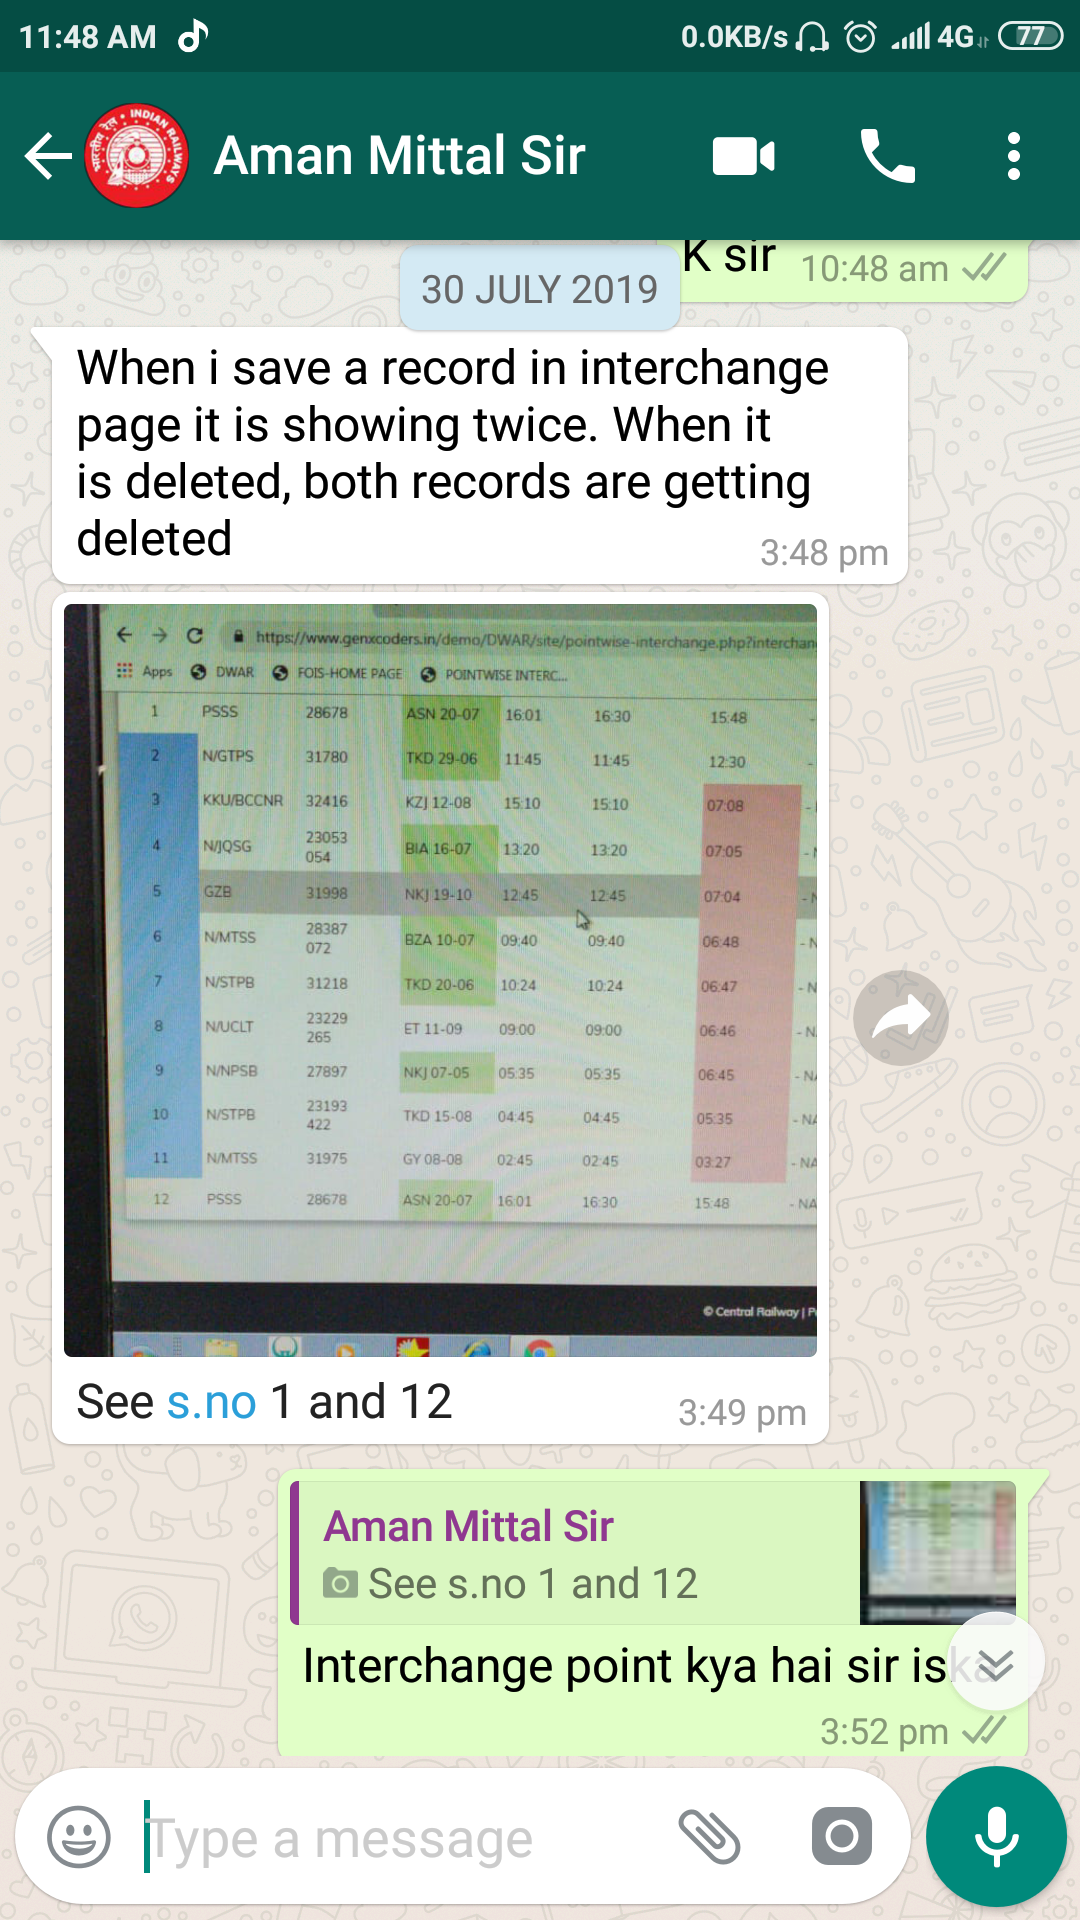 11:48 AM 0.0KB/s 4G 77
INDIAN RAILWAYS
भारतीय रेल
Aman Mittal Sir
K sir 10:48 am
30 JULY 2019
When i save a record in interchange
page it is showing twice. When it
is deleted, both records are getting
deleted 3:48 pm
https://www.genxcoders.in/demo/DWAR/site/pointwise-interchange.php?interchan
Apps DWAR FOIS-HOME PAGE POINTWISE INTERC...
1 PSSS 28678 ASN 20-07 16:01 16:30 15:48 -
2 N/GTPS 31780 TKD 29-06 11:45 11:45 12:30 -
3 KKU/BCCNR 32416 KZJ 12-08 15:10 15:10 07:08 -
4 N/JQSG 23053 BIA 16-07 13:20 13:20 07:05 -
054
5 GZB 31998 NKJ 19-10 12:45 12:45 07:04 - N
6 N/MTSS 28387 BZA 10-07 09:40 09:40 06:48 - N
072
7 N/STPB 31218 TKD 20-06 10:24 10:24 06:47 - N
8 N/UCLT 23229 ET 11-09 09:00 09:00 06:46 - N
265
9 N/NPSB 27897 NKJ 07-05 05:35 05:35 06:45 - NA
10 N/STPB 23193 TKD 15-08 04:45 04:45 05:35 - NA
422
11 N/MTSS 31975 GY 08-08 02:45 02:45 03:27 - NA
12 PSSS 28678 ASN 20-07 16:01 16:30 15:48 - NA
© Central Railway | P
See s.no 1 and 12 3:49 pm
Aman Mittal Sir
See s.no 1 and 12
Interchange point kya hai sir iska
3:52 pm
Type a message